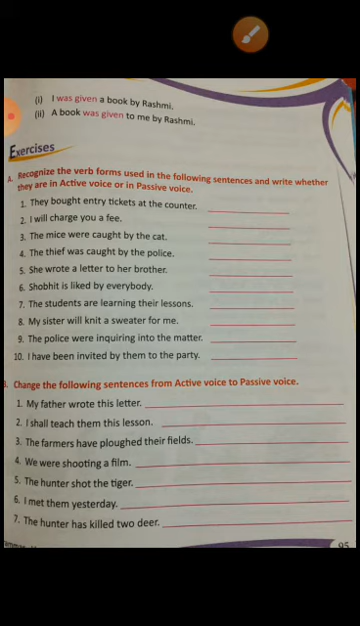 (i) I was given a book by Rashmi.
(ii) A book was given to me by Rashmi.
Exercises
A. Recognize the verb forms used in the following sentences and write whether
they are in Active voice or in Passive voice.
1. They bought entry tickets at the counter.
2. I will charge you a fee.
3. The mice were caught by the cat.
4. The thief was caught by the police.
5. She wrote a letter to her brother.
6. Shobhit is liked by everybody.
7. The students are learning their lessons.
8. My sister will knit a sweater for me.
9. The police were inquiring into the matter.
10. I have been invited by them to the party.
Change the following sentences from Active voice to Passive voice.
1. My father wrote this letter.
2. I shall teach them this lesson.
3. The farmers have ploughed their fields.
4. We were shooting a film.
5. The hunter shot the tiger.
6. I met them yesterday.
7. The hunter has killed two deer.
95